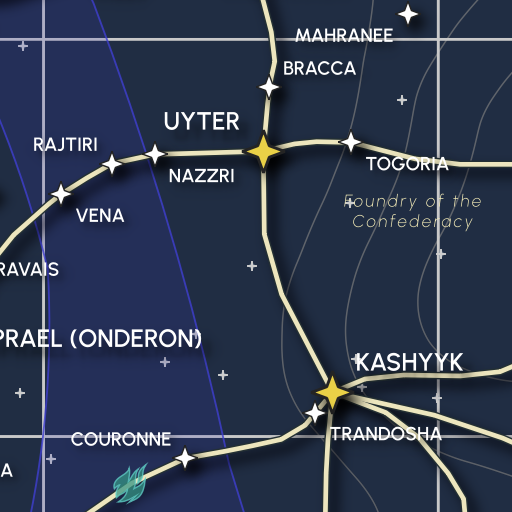 MAHRANEE
BRACCA
UYTER
RAJTIRI
TOGORIA
NAZZRI
VENA
Foundry of the
Confederacy
RAVAIS
PRAEL (ONDERON)
KASHYYK
TRANDOSHA
COURONNE
A